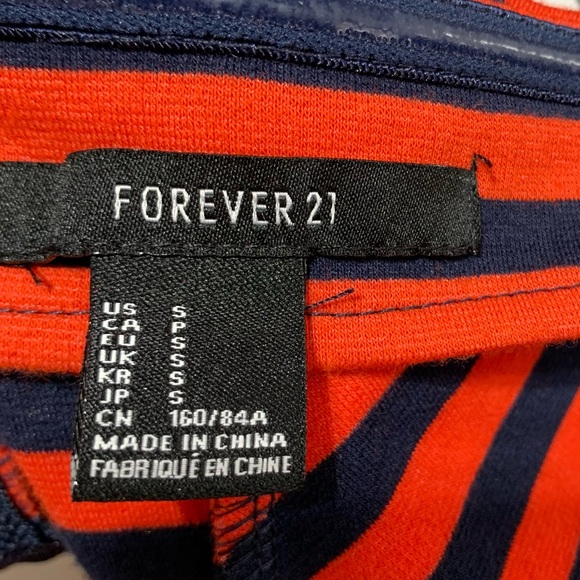 FOREVER 21
US S
CA P
EU S
UK S
KR S
JP S
CN 160/84A
MADE IN CHINA
FABRIQUÉ EN CHINE